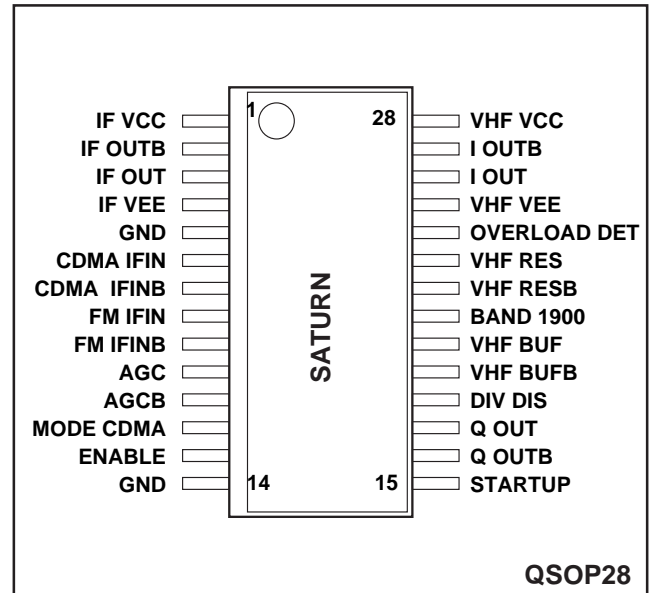 1 28
IF VCC VHF VCC
IF OUTB I OUTB
IF OUT I OUT
IF VEE VHF VEE
GND OVERLOAD DET
CDMA IFIN VHF RES
CDMA IFINB VHF RESB
FM IFIN BAND 1900
FM IFINB VHF BUF
AGC VHF BUFB
AGCB DIV DIS
MODE CDMA Q OUT
ENABLE Q OUTB
GND STARTUP
14 15
SATURN
QSOP28